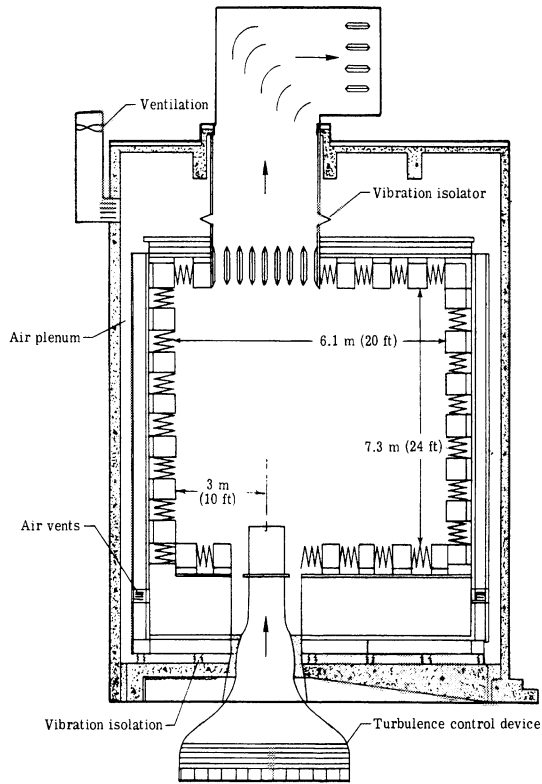 Ventilation
Vibration isolator
Air plenum
6.1 m (20 ft)
7.3 m (24 ft)
3 m
(10 ft)
Air vents
Vibration isolation
Turbulence control device